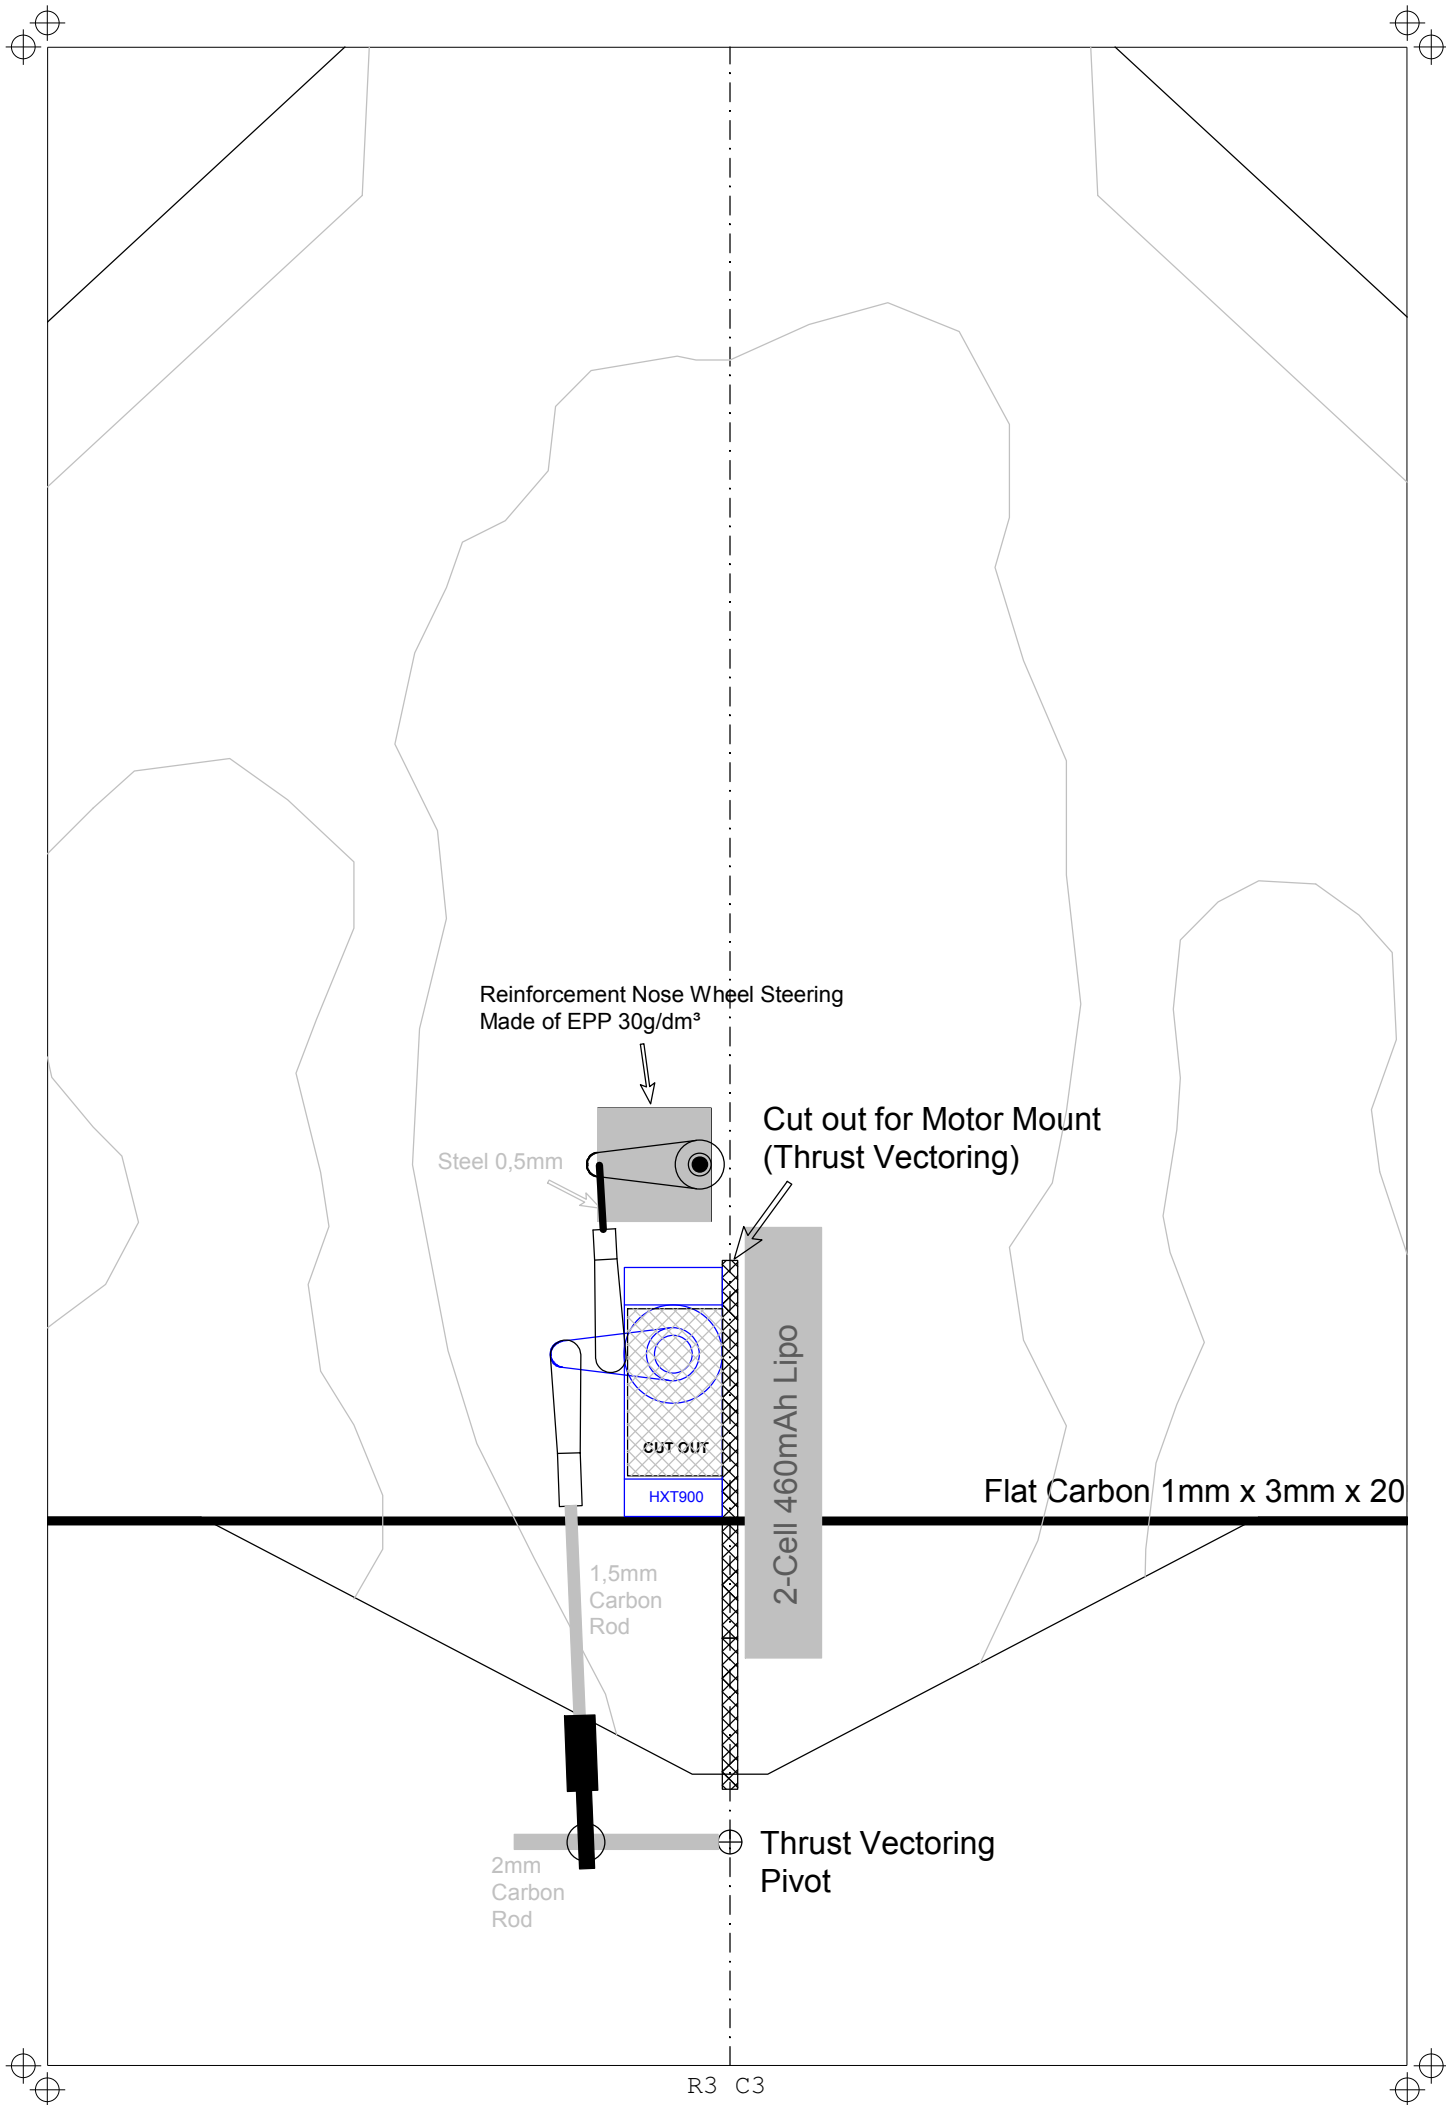 Reinforcement Nose Wheel Steering
Made of EPP 30g/dm³
Cut out for Motor Mount
(Thrust Vectoring)
Steel 0,5mm
2-Cell 460mAh Lipo
CUT OUT
HXT900
Flat Carbon 1mm x 3mm x 20
1,5mm
Carbon
Rod
Thrust Vectoring
Pivot
2mm
Carbon
Rod
R3 C3